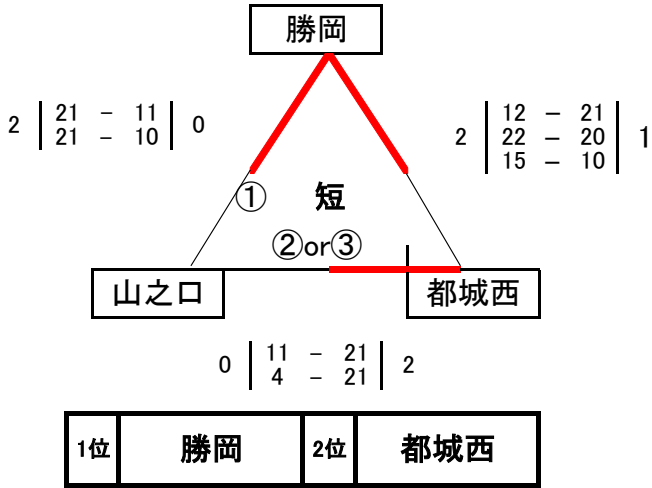 勝岡
2 21 － 11 0
21 － 10
2 12 － 21 1
22 － 20
15 － 10
① 短
②or③
山之口 都城西
0 11 － 21 2
4 － 21
1位 勝岡 2位 都城西